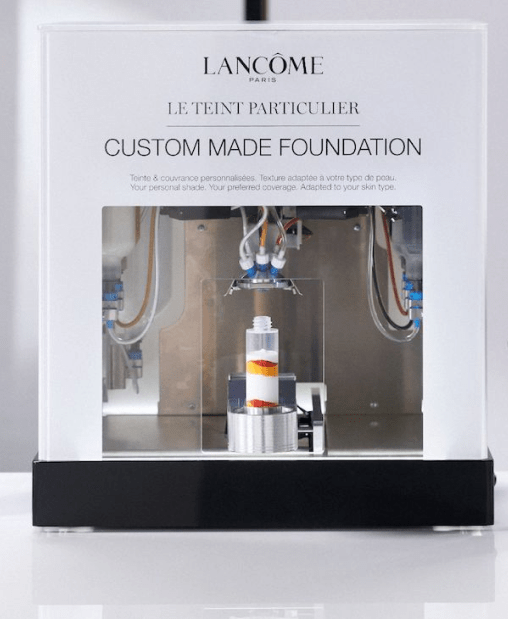 LANCÔME
PARIS
LE TEINT PARTICULIER
CUSTOM MADE FOUNDATION
Teinte & couvrance personnalisées. Texture adaptée à votre type de peau.
Your personal shade. Your preferred coverage. Adapted to your skin type.